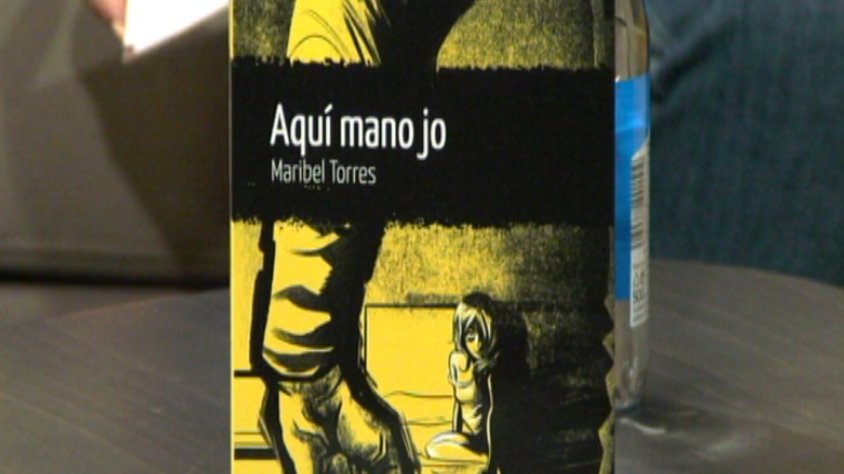 Aquí mano jo
Maribel Torres